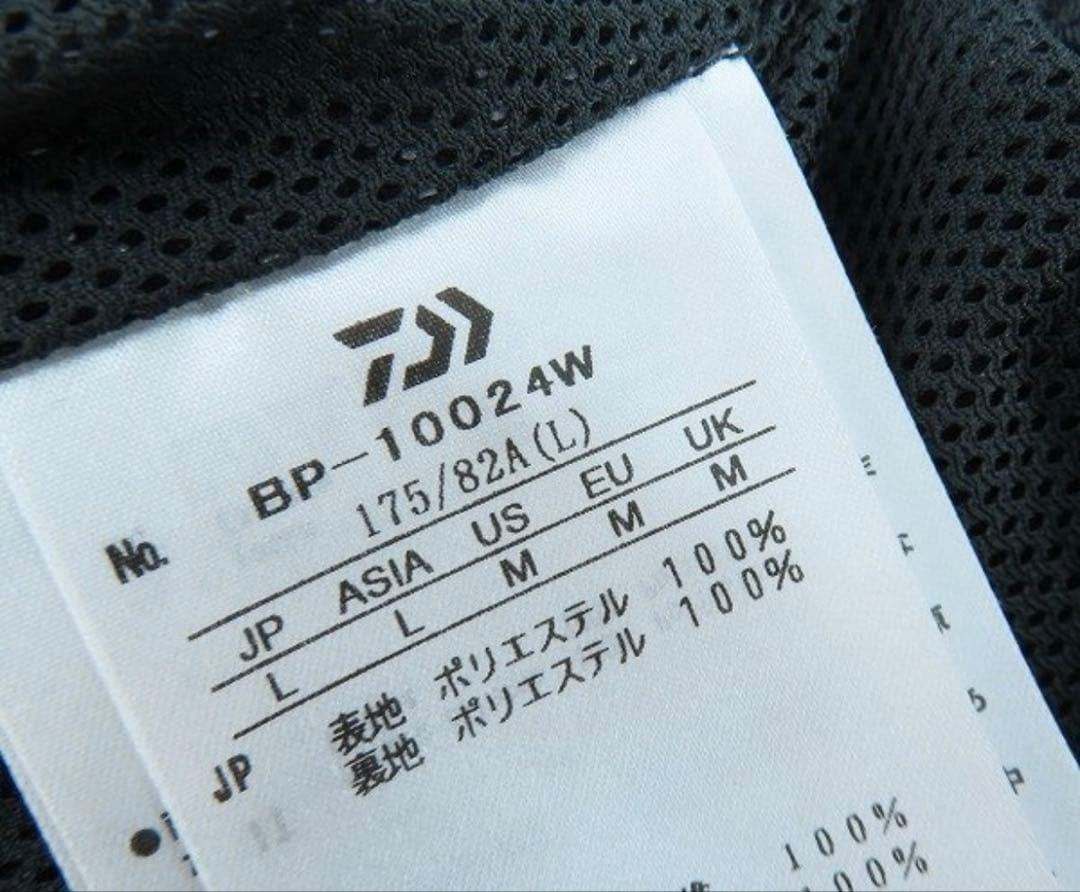 No. BP-10024W
175/82A(L)
JP ASIA US EU UK
L L M M M
JP 表地 ポリエステル 100%
裏地 ポリエステル 100%
100%
100%